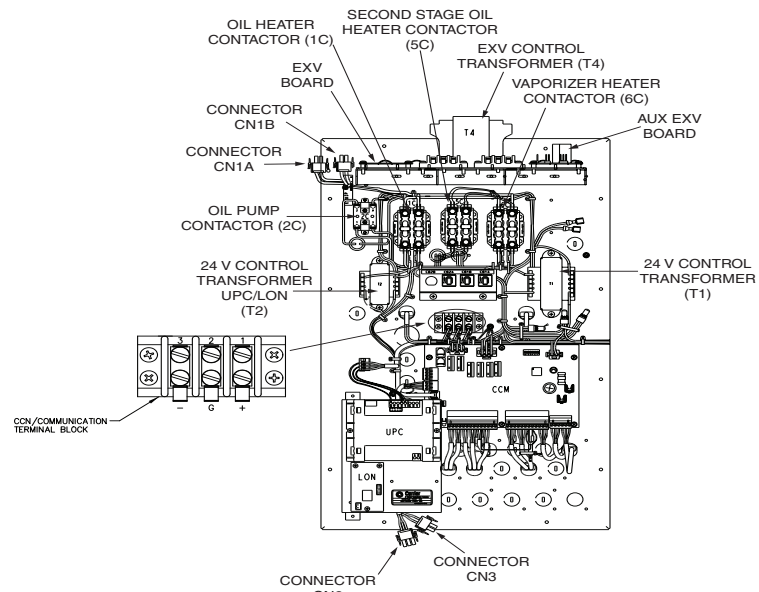 SECOND STAGE OIL
HEATER CONTACTOR
(5C)
OIL HEATER
CONTACTOR (1C)
EXV CONTROL
TRANSFORMER (T4)
EXV
BOARD
VAPORIZER HEATER
CONTACTOR (6C)
CONNECTOR
CN1B
AUX EXV
BOARD
T4
CONNECTOR
CN1A
OIL PUMP
CONTACTOR (2C)
24 V CONTROL
TRANSFORMER
UPC/LON
(T2)
24 V CONTROL
TRANSFORMER
(T1)
T2
T1
3 2 1
- G +
CCN/COMMUNICATION
TERMINAL BLOCK
CCM
UPC
LON
CONNECTOR
CN3
CONNECTOR